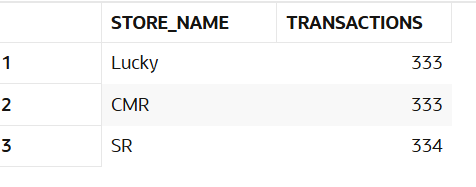 STORE_NAME TRANSACTIONS
1 Lucky 333
2 CMR 333
3 SR 334